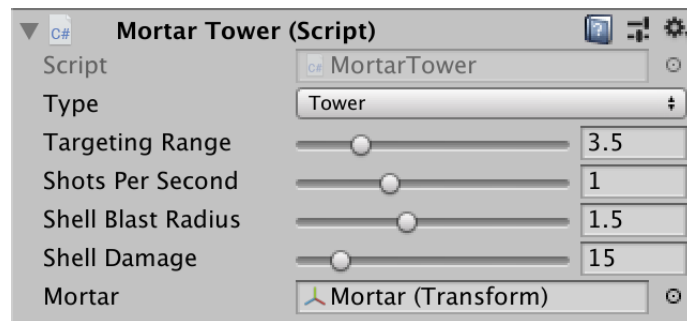 C# Mortar Tower (Script)
Script c# MortarTower
Type Tower
Targeting Range 3.5
Shots Per Second 1
Shell Blast Radius 1.5
Shell Damage 15
Mortar Mortar (Transform)